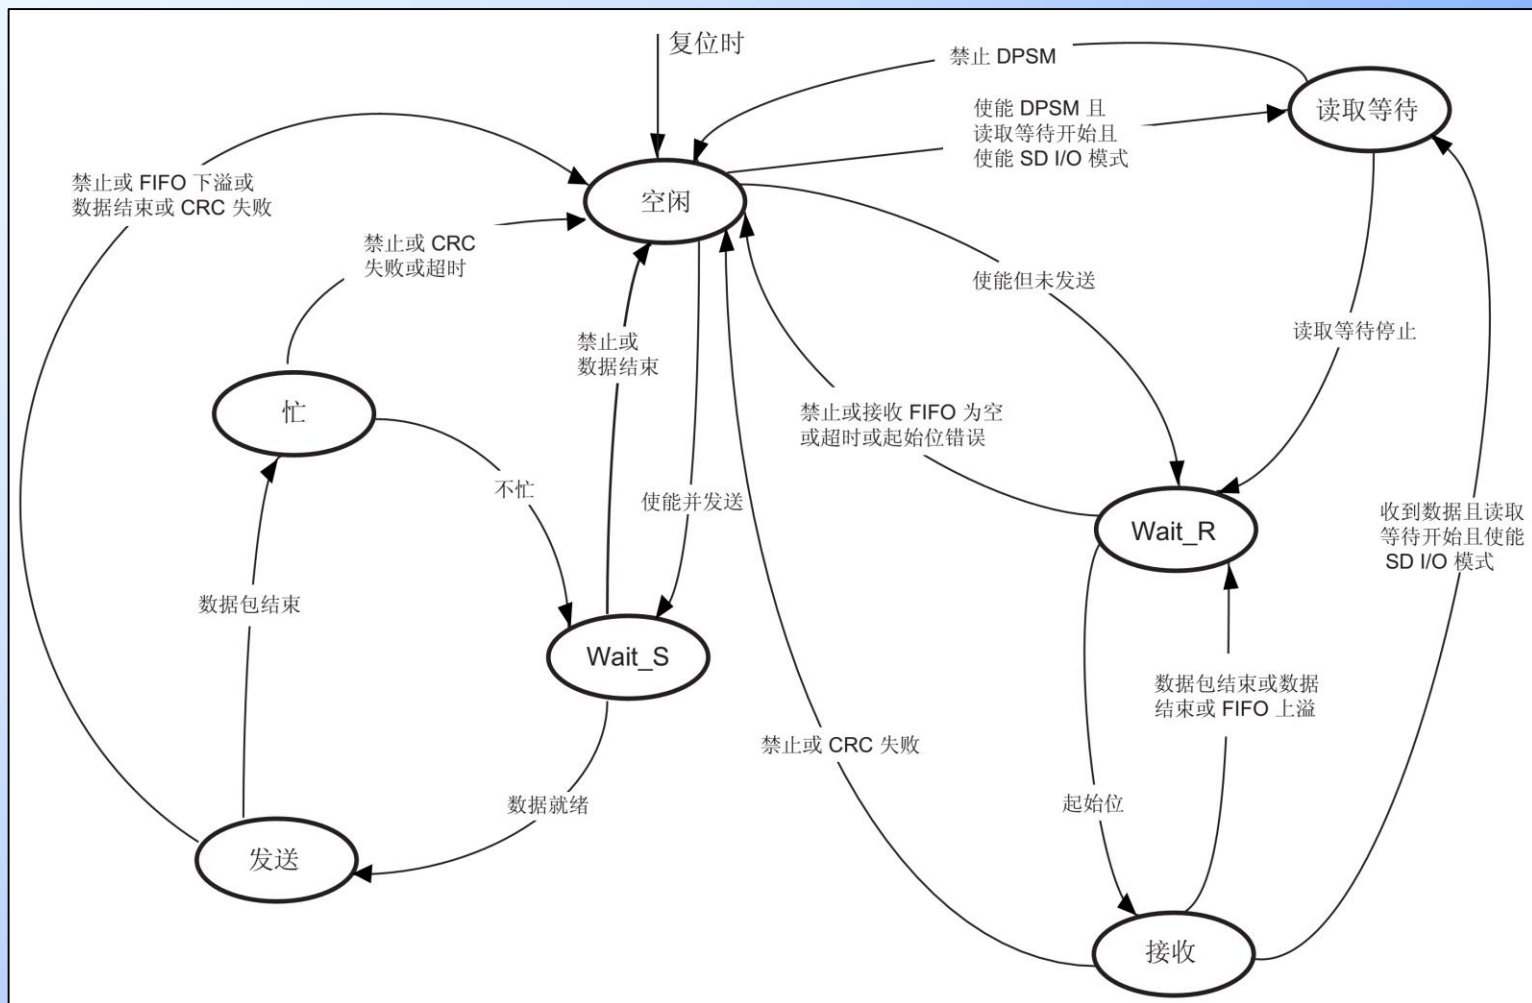 复位时
禁止 DPSM
读取等待
使能 DPSM 且
读取等待开始且
使能 SD I/O 模式
禁止或 FIFO 下溢或
数据结束或 CRC 失败
空闲
禁止或 CRC
失败或超时
使能但未发送
禁止或
数据结束
读取等待停止
忙
禁止或接收 FIFO 为空
或超时或起始位错误
不忙
使能并发送
Wait_R
收到数据且读取
等待开始且使能
SD I/O 模式
数据包结束
Wait_S
数据包结束或数据
结束或 FIFO 上溢
禁止或 CRC 失败
数据就绪
起始位
发送
接收